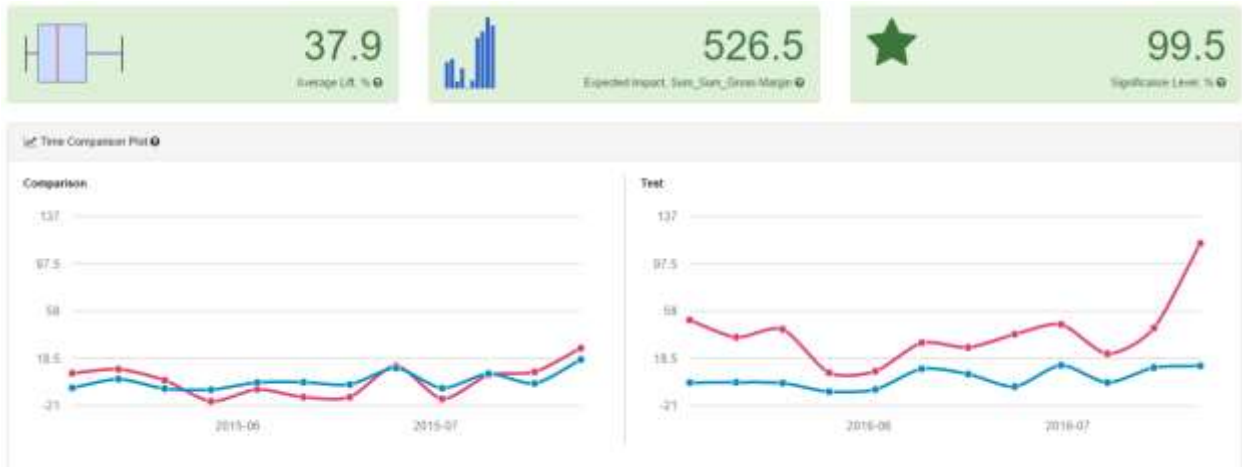 37.9
Average Lift, %
526.5
Expected Impact, Sum_Sum_Gross Margin
99.5
Significance Level, %
Time Comparison Plot
Comparison
137
97.5
58
18.5
-21
2015-06
2015-07
Test
137
97.5
58
18.5
-21
2016-06
2016-07